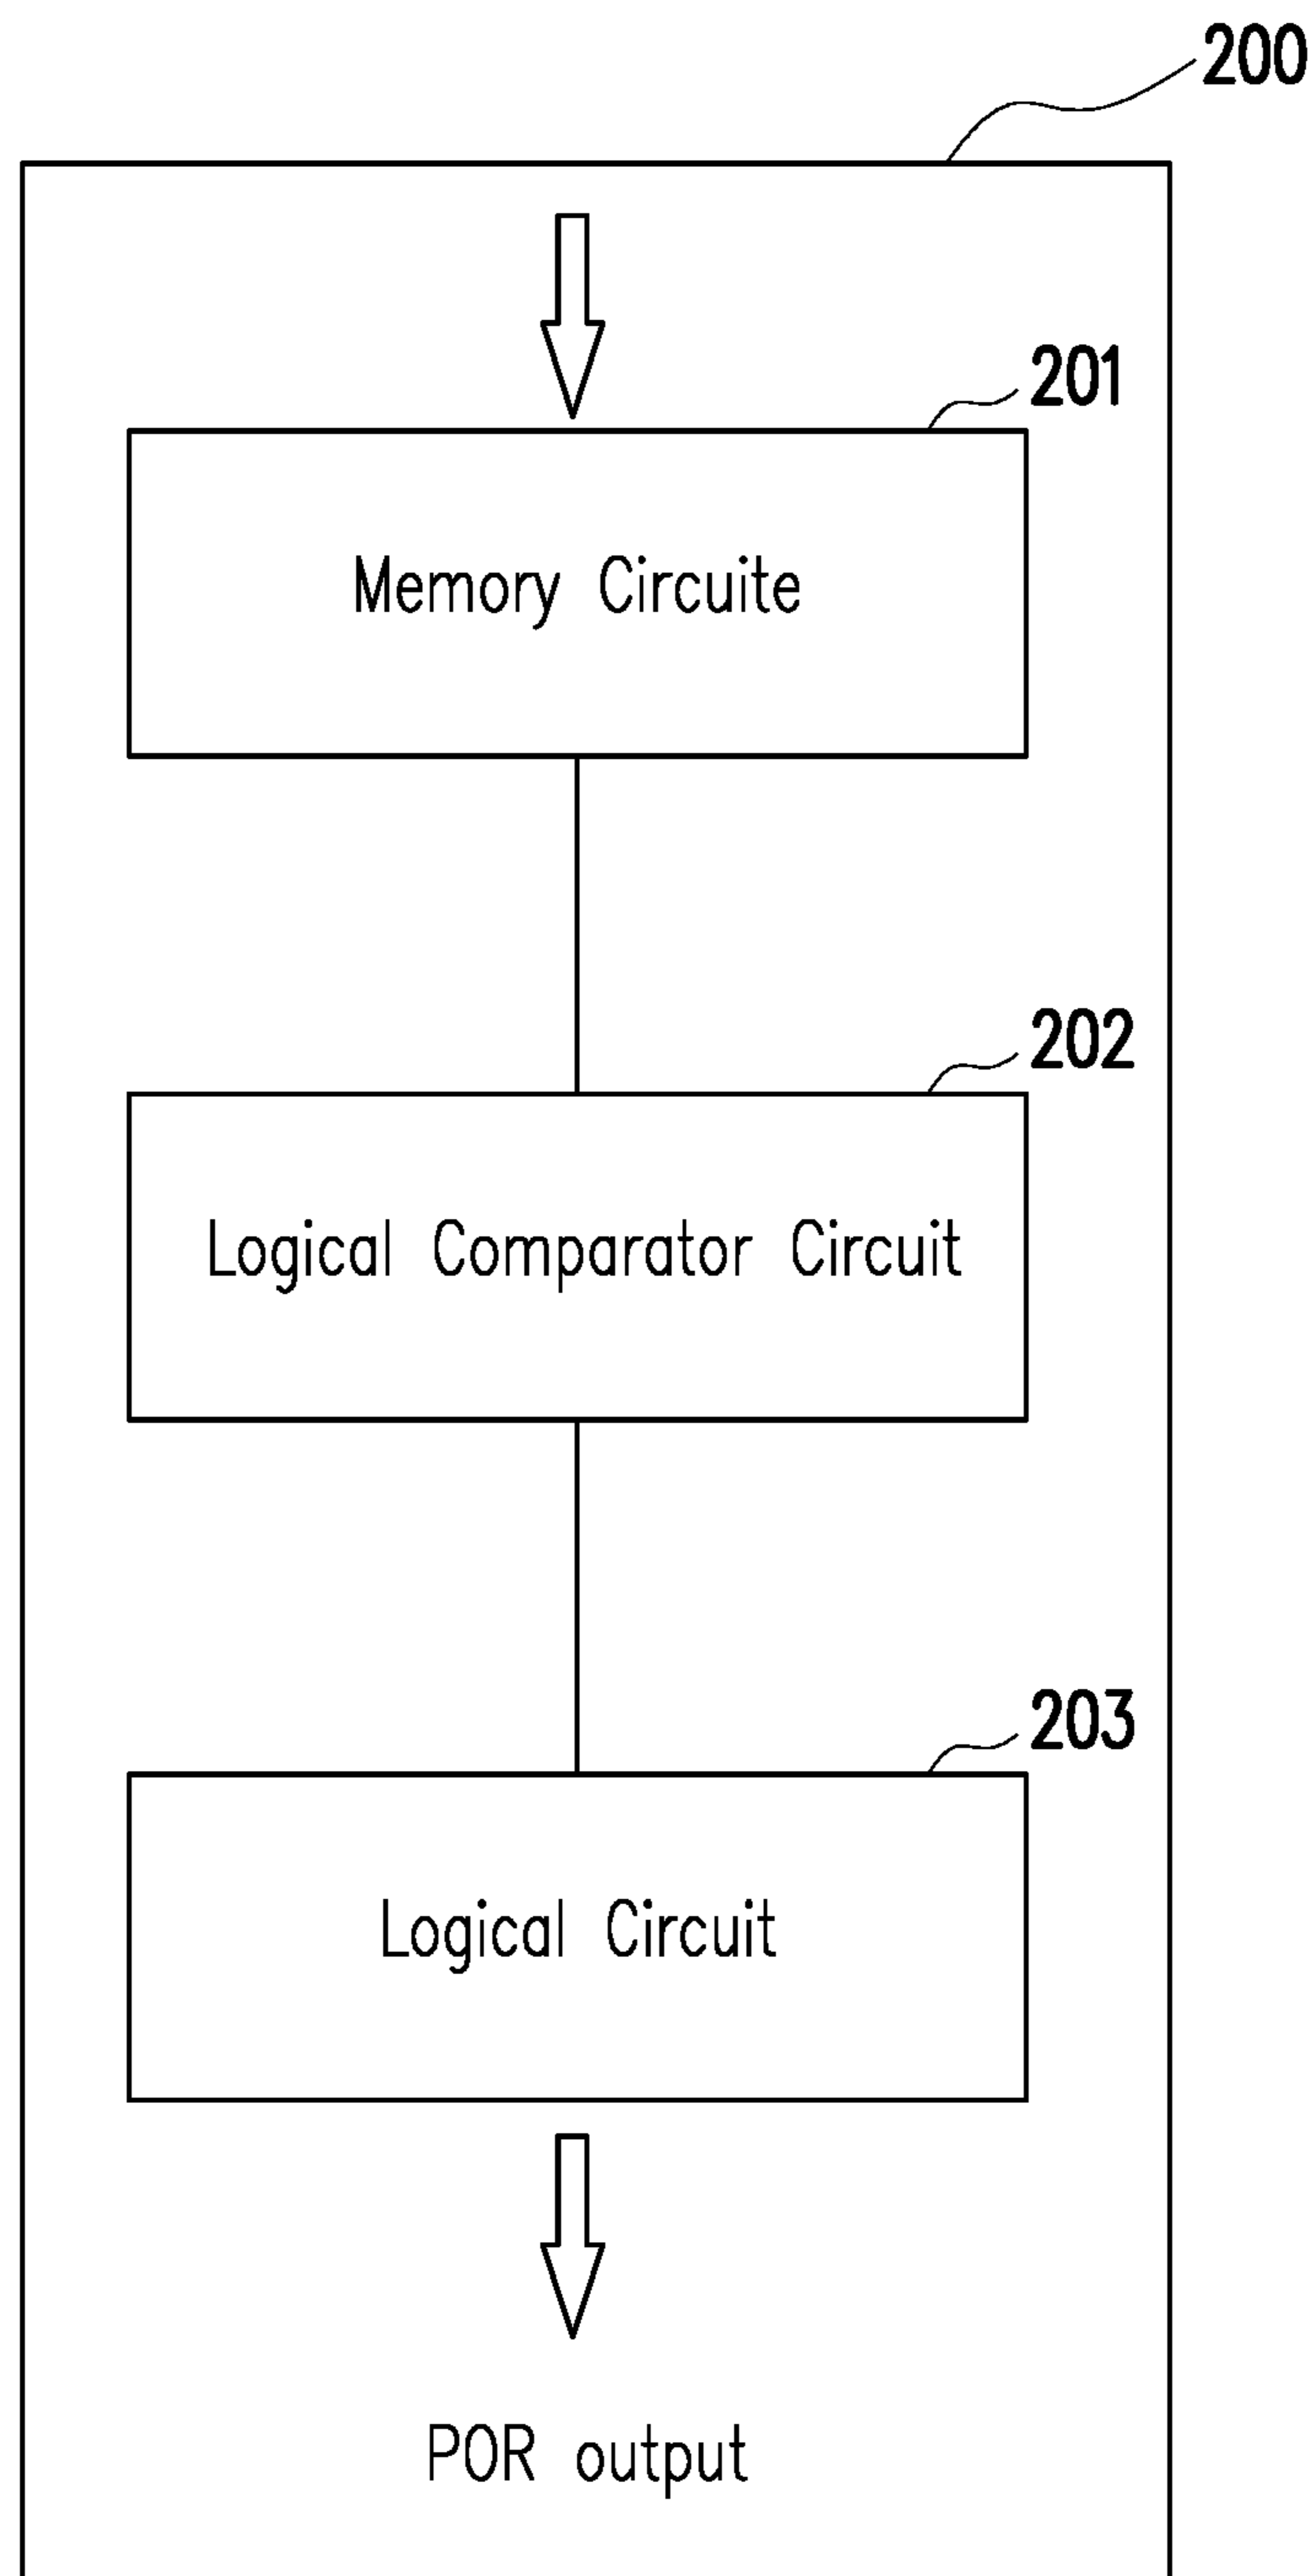 200
201
Memory Circuite
202
Logical Comparator Circuit
203
Logical Circuit
POR output